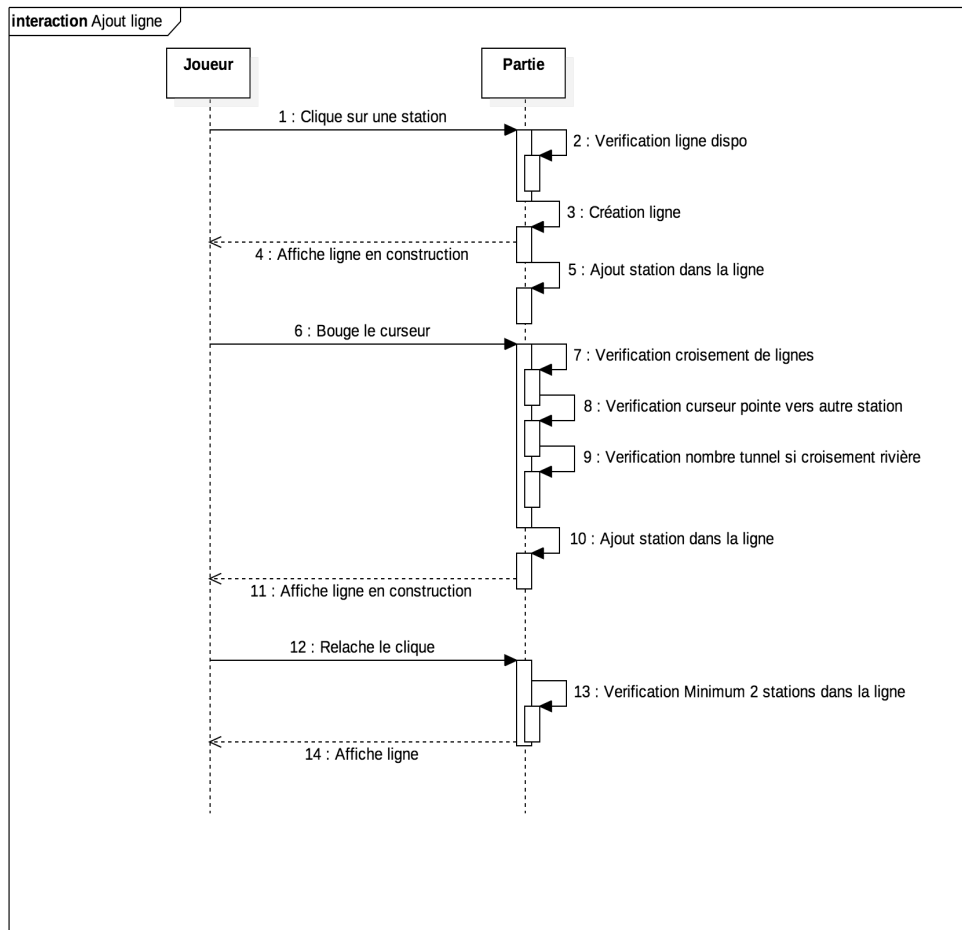 interaction Ajout ligne
Joueur
Partie
1 : Clique sur une station
2 : Verification ligne dispo
3 : Création ligne
4 : Affiche ligne en construction
5 : Ajout station dans la ligne
6 : Bouge le curseur
7 : Verification croisement de lignes
8 : Verification curseur pointe vers autre station
9 : Verification nombre tunnel si croisement rivière
10 : Ajout station dans la ligne
11 : Affiche ligne en construction
12 : Relache le clique
13 : Verification Minimum 2 stations dans la ligne
14 : Affiche ligne